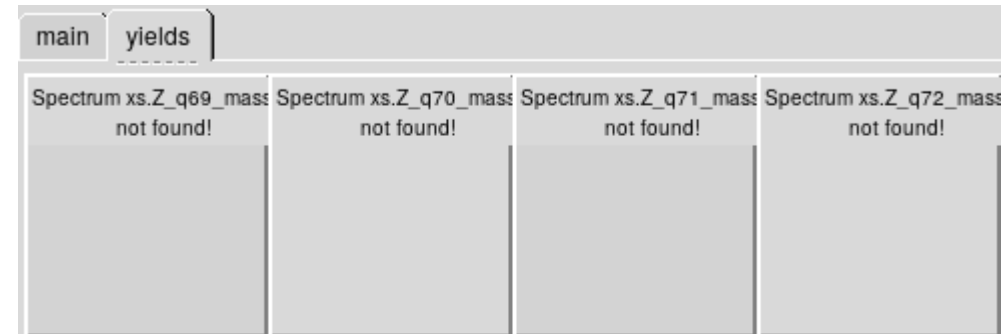 main yields
Spectrum xs.Z_q69_mass Spectrum xs.Z_q70_mass Spectrum xs.Z_q71_mass Spectrum xs.Z_q72_mass
not found! not found! not found! not found!